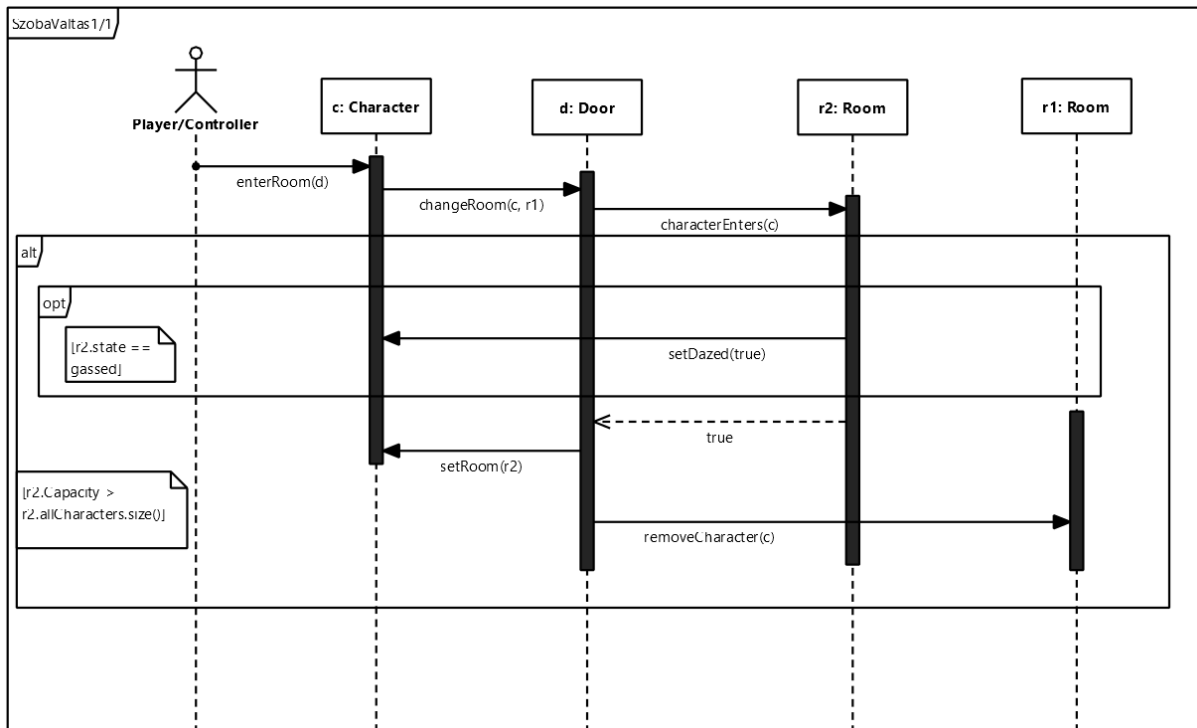 SzobaValtas1/1
Player/Controller
c: Character
d: Door
r2: Room
r1: Room
enterRoom(d)
changeRoom(c, r1)
characterEnters(c)
alt
opt
[r2.state ==
gassed]
setDazed(true)
true
setRoom(r2)
[r2.Capacity >
r2.allCharacters.size()]
removeCharacter(c)